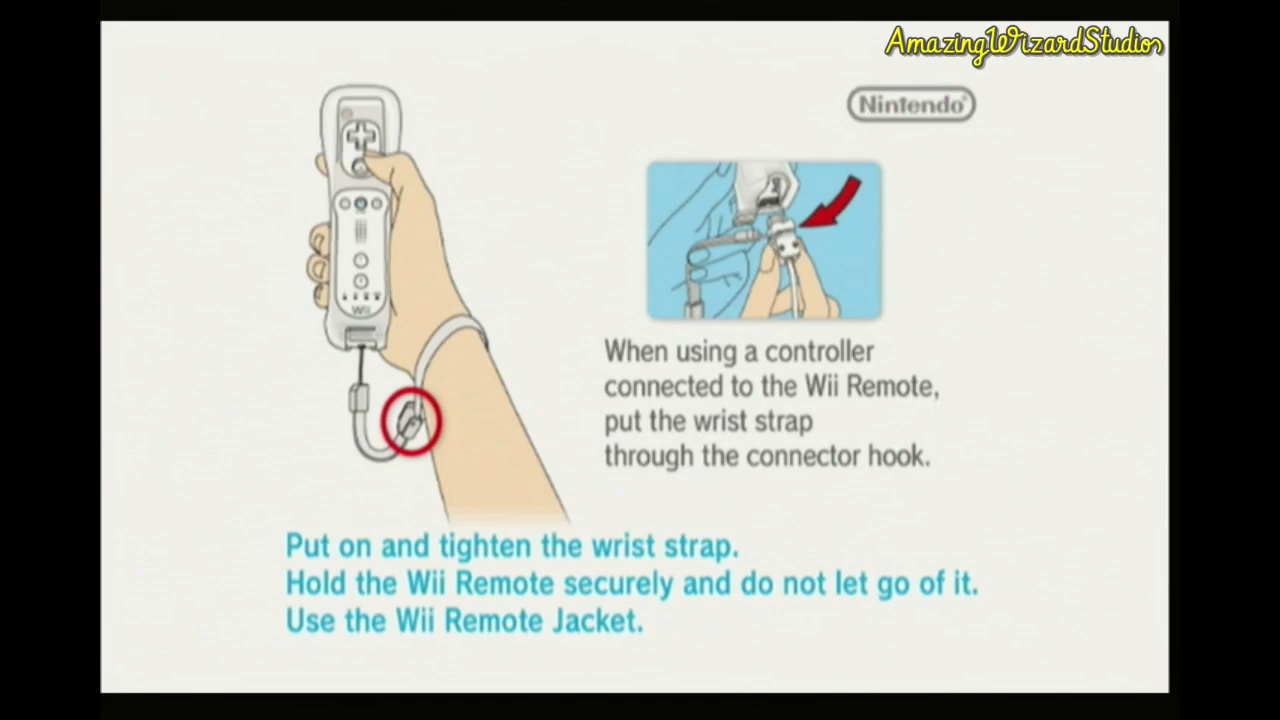 AmazingWizardStudios
Nintendo
Wii
When using a controller
connected to the Wii Remote,
put the wrist strap
through the connector hook.
Put on and tighten the wrist strap.
Hold the Wii Remote securely and do not let go of it.
Use the Wii Remote Jacket.